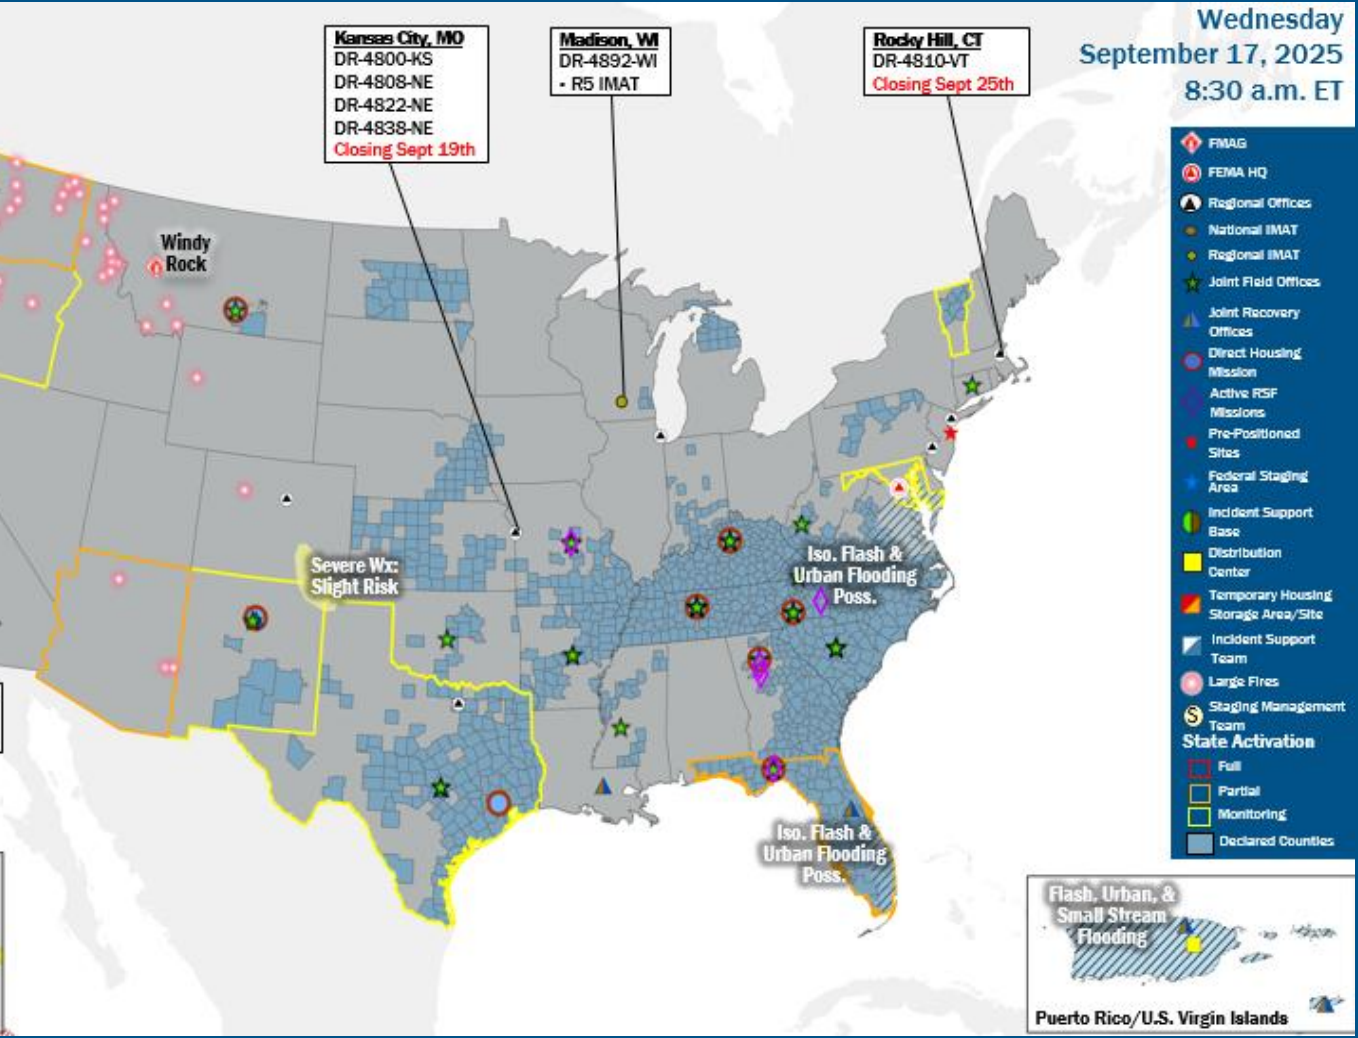 Wednesday
September 17, 2025
8:30 a.m. ET
Kansas City, MO
DR-4800-KS
DR-4808-NE
DR-4822-NE
DR-4838-NE
Closing Sept 19th
Madison, WI
DR-4892-WI
- R5 IMAT
Rocky Hill, CT
DR-4810-VT
Closing Sept 25th
Windy
Rock
Severe Wx:
Slight Risk
Iso. Flash &
Urban Flooding
Poss.
Iso. Flash &
Urban Flooding
Poss.
FMAG
FEMA HQ
Regional Offices
National IMAT
Regional IMAT
Joint Field Offices
Joint Recovery
Offices
Direct Housing
Mission
Active RSF
Missions
Pre-Positioned
Sites
Federal Staging
Area
Incident Support
Base
Distribution
Center
Temporary Housing
Storage Area/Site
Incident Support
Team
Large Fires
S
Staging Management
Team
State Activation
Full
Partial
Monitoring
Declared Counties
Flash, Urban, &
Small Stream
Flooding
Puerto Rico/U.S. Virgin Islands